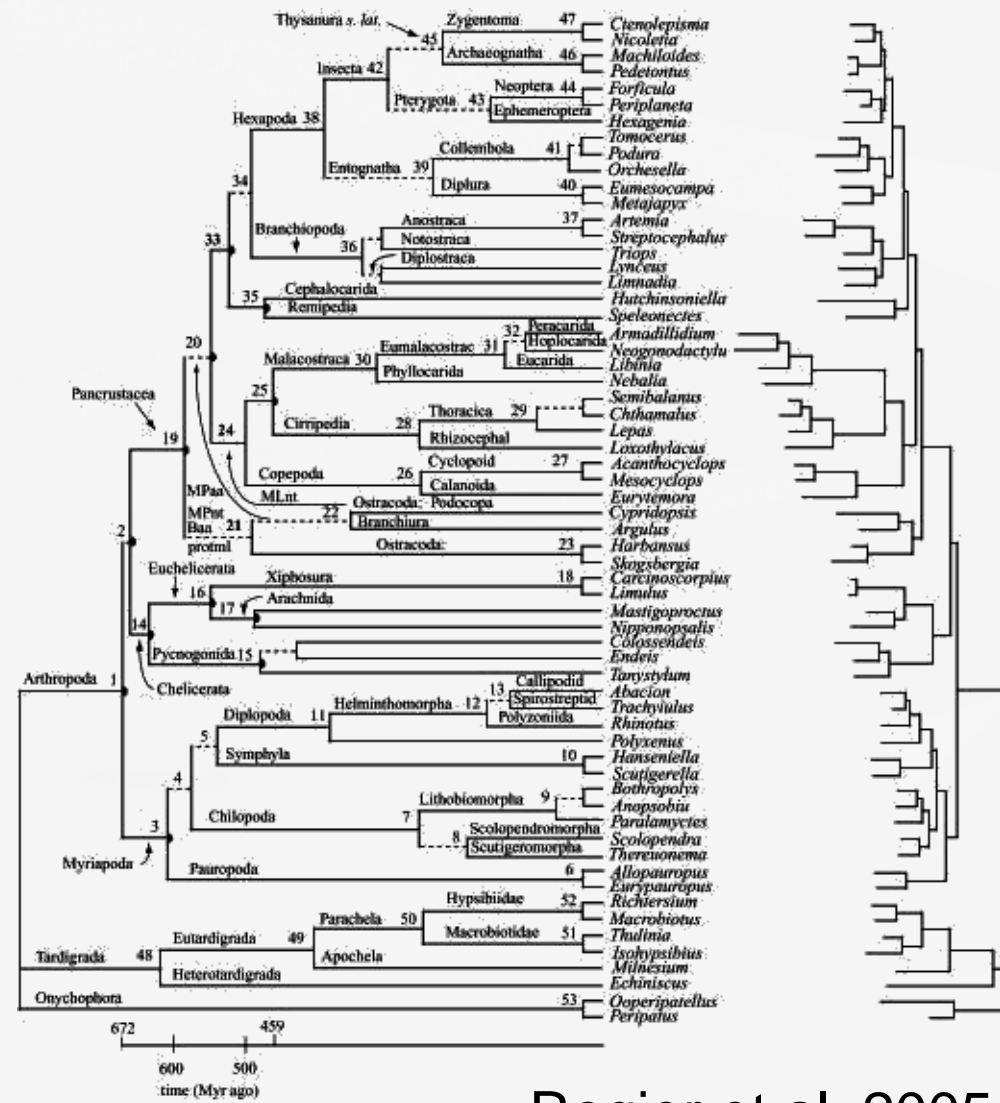 Thysanura s. lat.
Zygentoma 47 Ctenolepisma
45 Nicoletia
Archaeognatha 46 Machiloides
Insecta 42 Pedetontus
Neoptera 44 Forficula
Pterygota 43 Periplaneta
Ephemeroptera Hexagenia
Hexapoda 38 Tomocerus
Collembola 41 Podura
Entognatha 39 Orchesella
34 Diplura 40 Eumesocampa
Metajapyx
Anostraca 37 Artemia
Branchiopoda Notostraca Streptocephalus
33 36 Triops
Diplostraca Lynceus
Limnadia
Cephalocarida Hutchinsoniella
35 Remipedia Speleonectes
32 Peracarida Armadillidium
20 Eumalacostrac 31 Hoplocarida Neogonodactylu
Malacostraca 30 Eucarida Libinia
Phyllocarida Nebalia
Pancrustacea 25 Semibalanus
Thoracica 29 Chthamalus
Cirripedia 28 Lepas
19 24 Rhizocephal Loxothylacus
Cyclopoid 27 Acanthocyclops
Copepoda 26 Mesocyclops
Calanoida Eurytemora
MPaa MLnt Ostracoda: Podocopa
MPnt 22 Cypridopsis
Baa 21 Branchiura Argulus
2 protml Ostracoda: 23 Harbansus
Skogsbergia
Euchelicerata Xiphosura 18 Carcinoscorpius
16 Limulus
17 Arachnida Mastigoproctus
Nipponopsalis
14 Colossendeis
Pycnogonida 15 Endeis
Tanystylum
Arthropoda 1 Chelicerata
13 Callipodid Abacion
Helminthomorpha 12 Spirostreptid Trachyiulus
Diplopoda 11 Polyzoniida Rhinotus
5 Polyxenus
Symphyla 10 Hanseniella
Scutigerella
4 Lithobiomorpha 9 Bothropolys
Anopsobiu
Chilopoda 7 Paralamyctes
3 8 Scolopendromorpha Scolopendra
Scutigeromorpha Thereuonema
Myriapoda Pauropoda 6 Allopauropus
Eurypauropus
Hypsibiidae 52 Richtersium
Parachela 50 Macrobiotus
Eutardigrada 49 Macrobiotidae 51 Thulinia
Isohypsibius
Tardigrada 48 Apochela Milnesium
Heterotardigrada Echiniscus
Onychophora 53 Ooperipatellus
Peripatus
672 459
600 500
time (Myr ago)
Regier et al. 2005